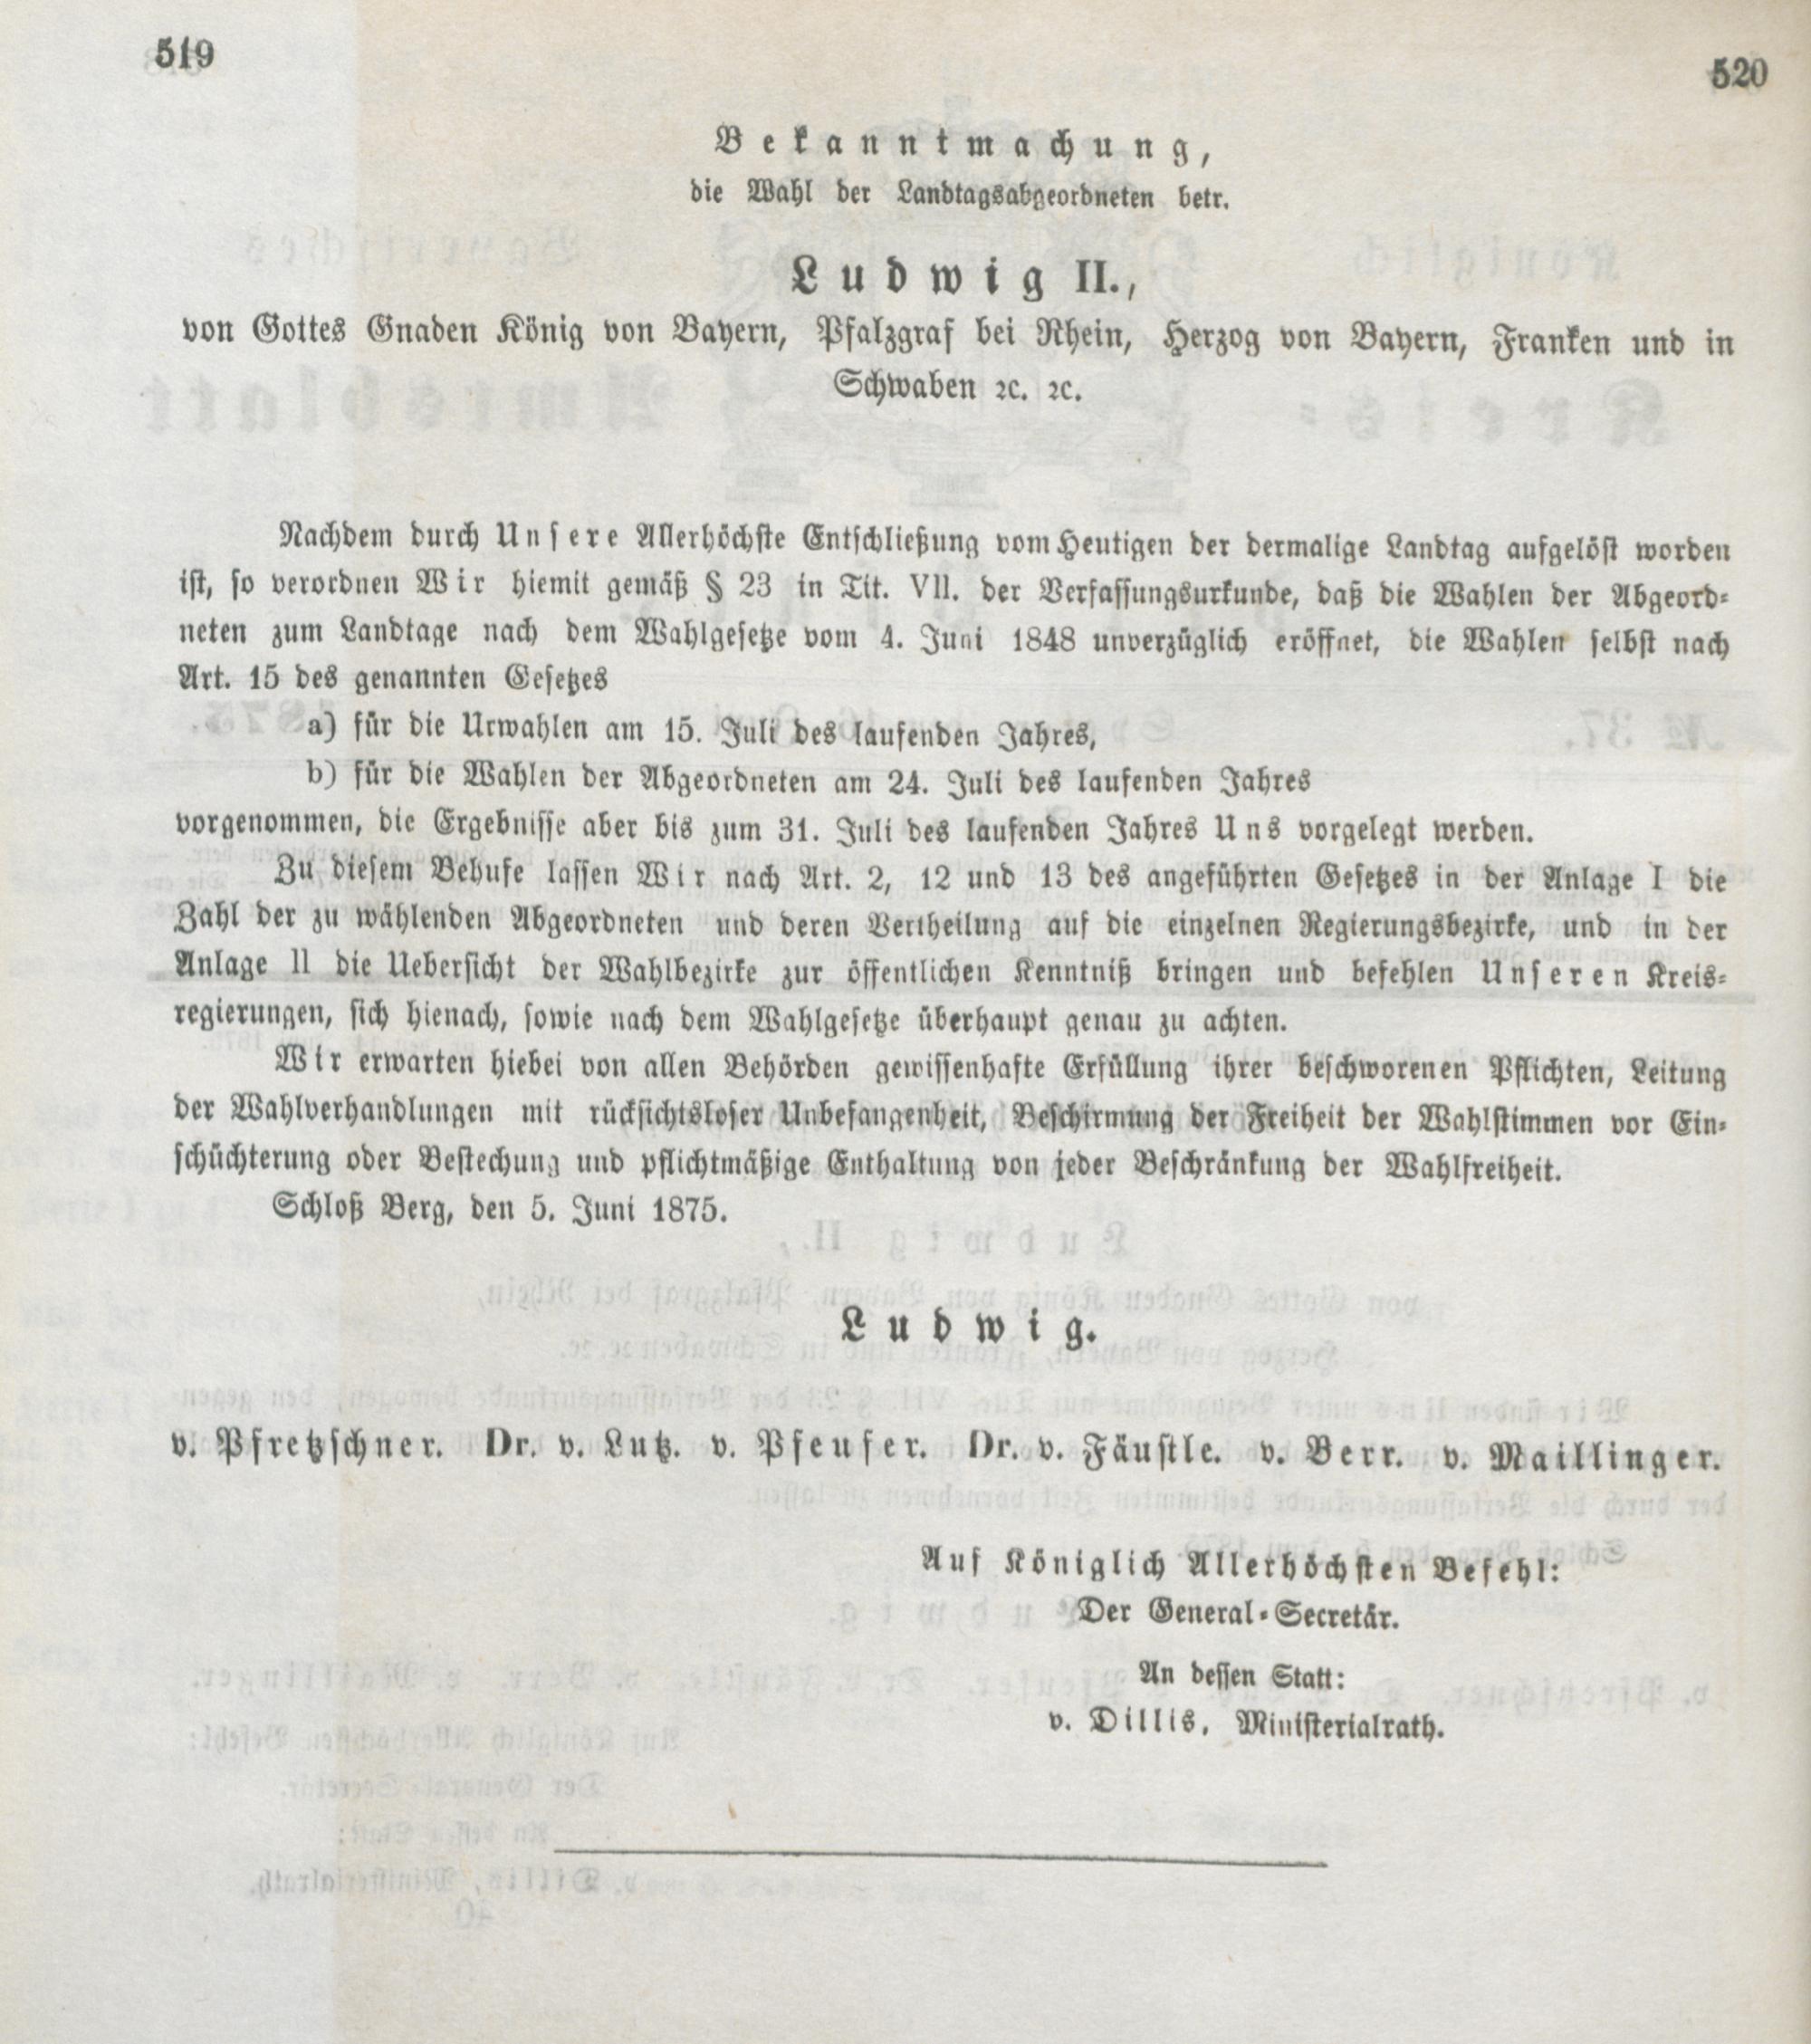 519
520
Bekanntmachung,
die Wahl der Landtagsabgeordneten betr.
Ludwig II.,
von Gottes Gnaden König von Bayern, Pfalzgraf bei Rhein, Herzog von Bayern, Franken und in
Schwaben ꝛc. ꝛc.
Nachdem durch Unsere Allerhöchste Entschließung vom Heutigen der dermalige Landtag aufgelöst worden
ist, so verordnen Wir hiemit gemäß § 23 in Tit. VII. der Verfassungsurkunde, daß die Wahlen der Abgeord-
neten zum Landtage nach dem Wahlgesetze vom 4. Juni 1848 unverzüglich eröffnet, die Wahlen selbst nach
Art. 15 des genannten Gesetzes
a) für die Urwahlen am 15. Juli des laufenden Jahres,
b) für die Wahlen der Abgeordneten am 24. Juli des laufenden Jahres
vorgenommen, die Ergebnisse aber bis zum 31. Juli des laufenden Jahres Uns vorgelegt werden.
Zu diesem Behufe lassen Wir nach Art. 2, 12 und 13 des angeführten Gesetzes in der Anlage I die
Zahl der zu wählenden Abgeordneten und deren Vertheilung auf die einzelnen Regierungsbezirke, und in der
Anlage II die Uebersicht der Wahlbezirke zur öffentlichen Kenntniß bringen und befehlen Unseren Kreis-
regierungen, sich hienach, sowie nach dem Wahlgesetze überhaupt genau zu achten.
Wir erwarten hiebei von allen Behörden gewissenhafte Erfüllung ihrer beschworenen Pflichten, Leitung
der Wahlverhandlungen mit rücksichtsloser Unbefangenheit, Beschirmung der Freiheit der Wahlstimmen vor Ein-
schüchterung oder Bestechung und pflichtmäßige Enthaltung von jeder Beschränkung der Wahlfreiheit.
Schloß Berg, den 5. Juni 1875.
Ludwig.
v. Pfretzschner. Dr. v. Lutz. v. Pfeufer. Dr. v. Fäustle. v. Berr. v. Maillinger.
Auf Königlich Allerhöchsten Befehl:
Der General-Secretär.
An dessen Statt:
v. Dillis, Ministerialrath.